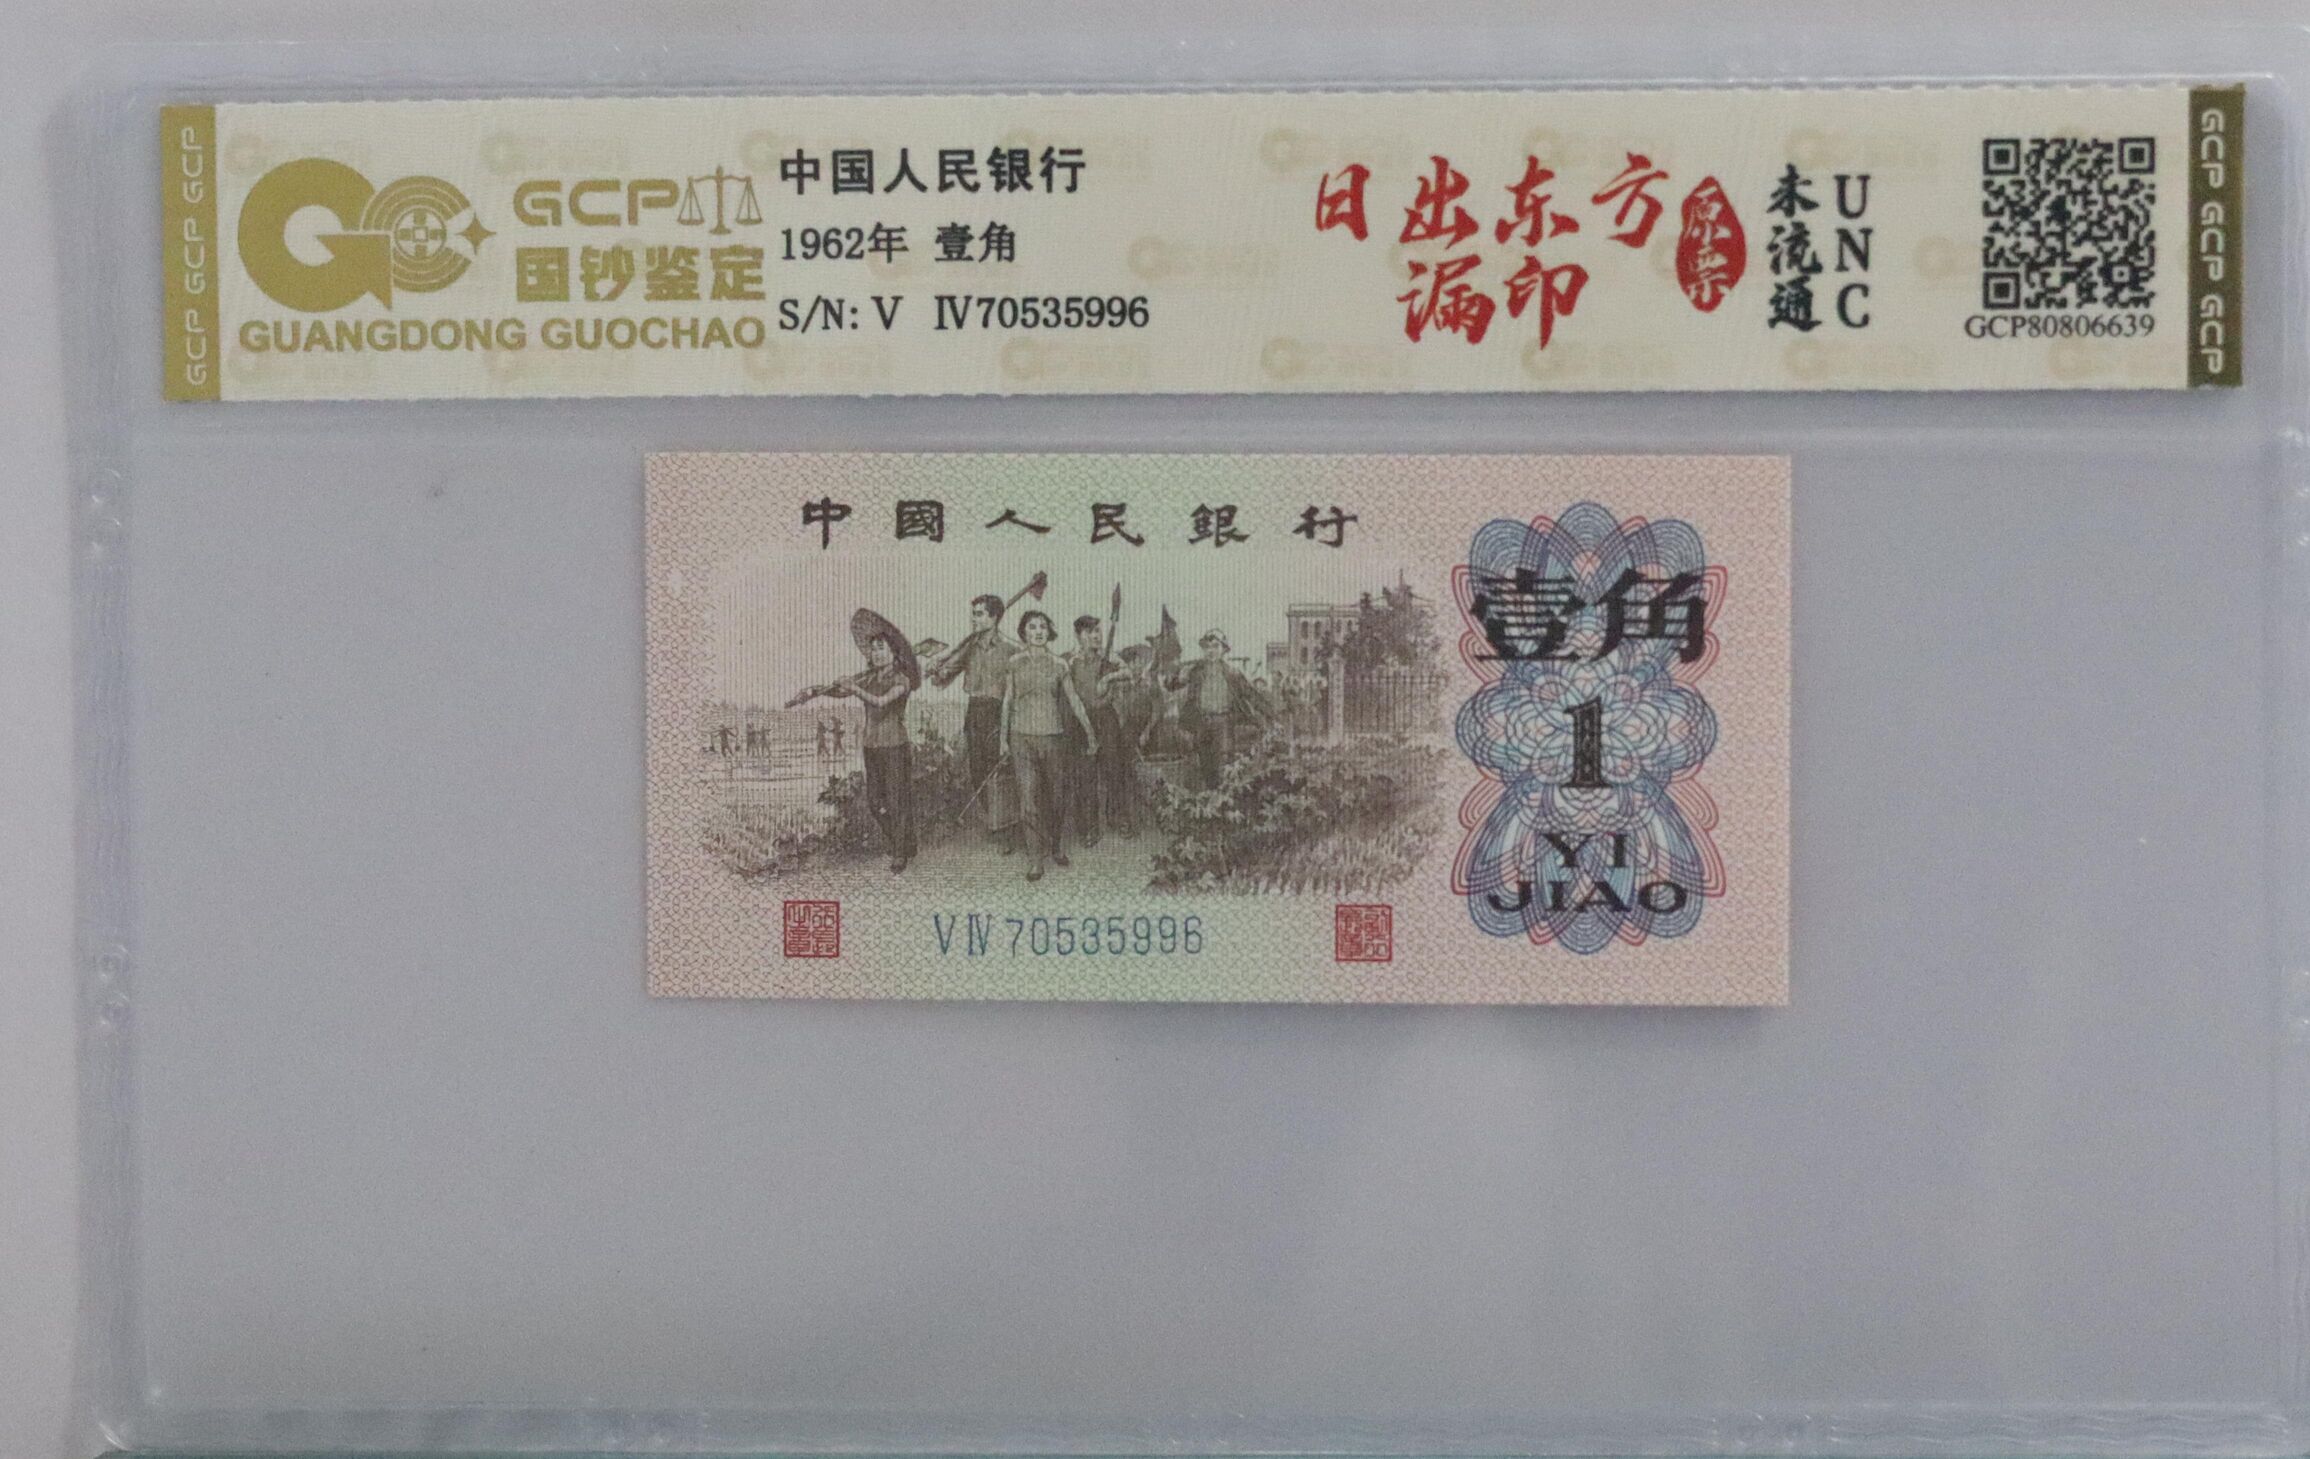 GCP GCP GCP
GCP
国钞鉴定
GUANGDONG GUOCHAO
中国人民银行
1962年 壹角
S/N: V Ⅳ70535996
日出东方
漏印
原票
未流通
UNC
GCP80806639
GCP GCP GCP
中國人民銀行
壹角
1
YI
JIAO
V Ⅳ 70535996